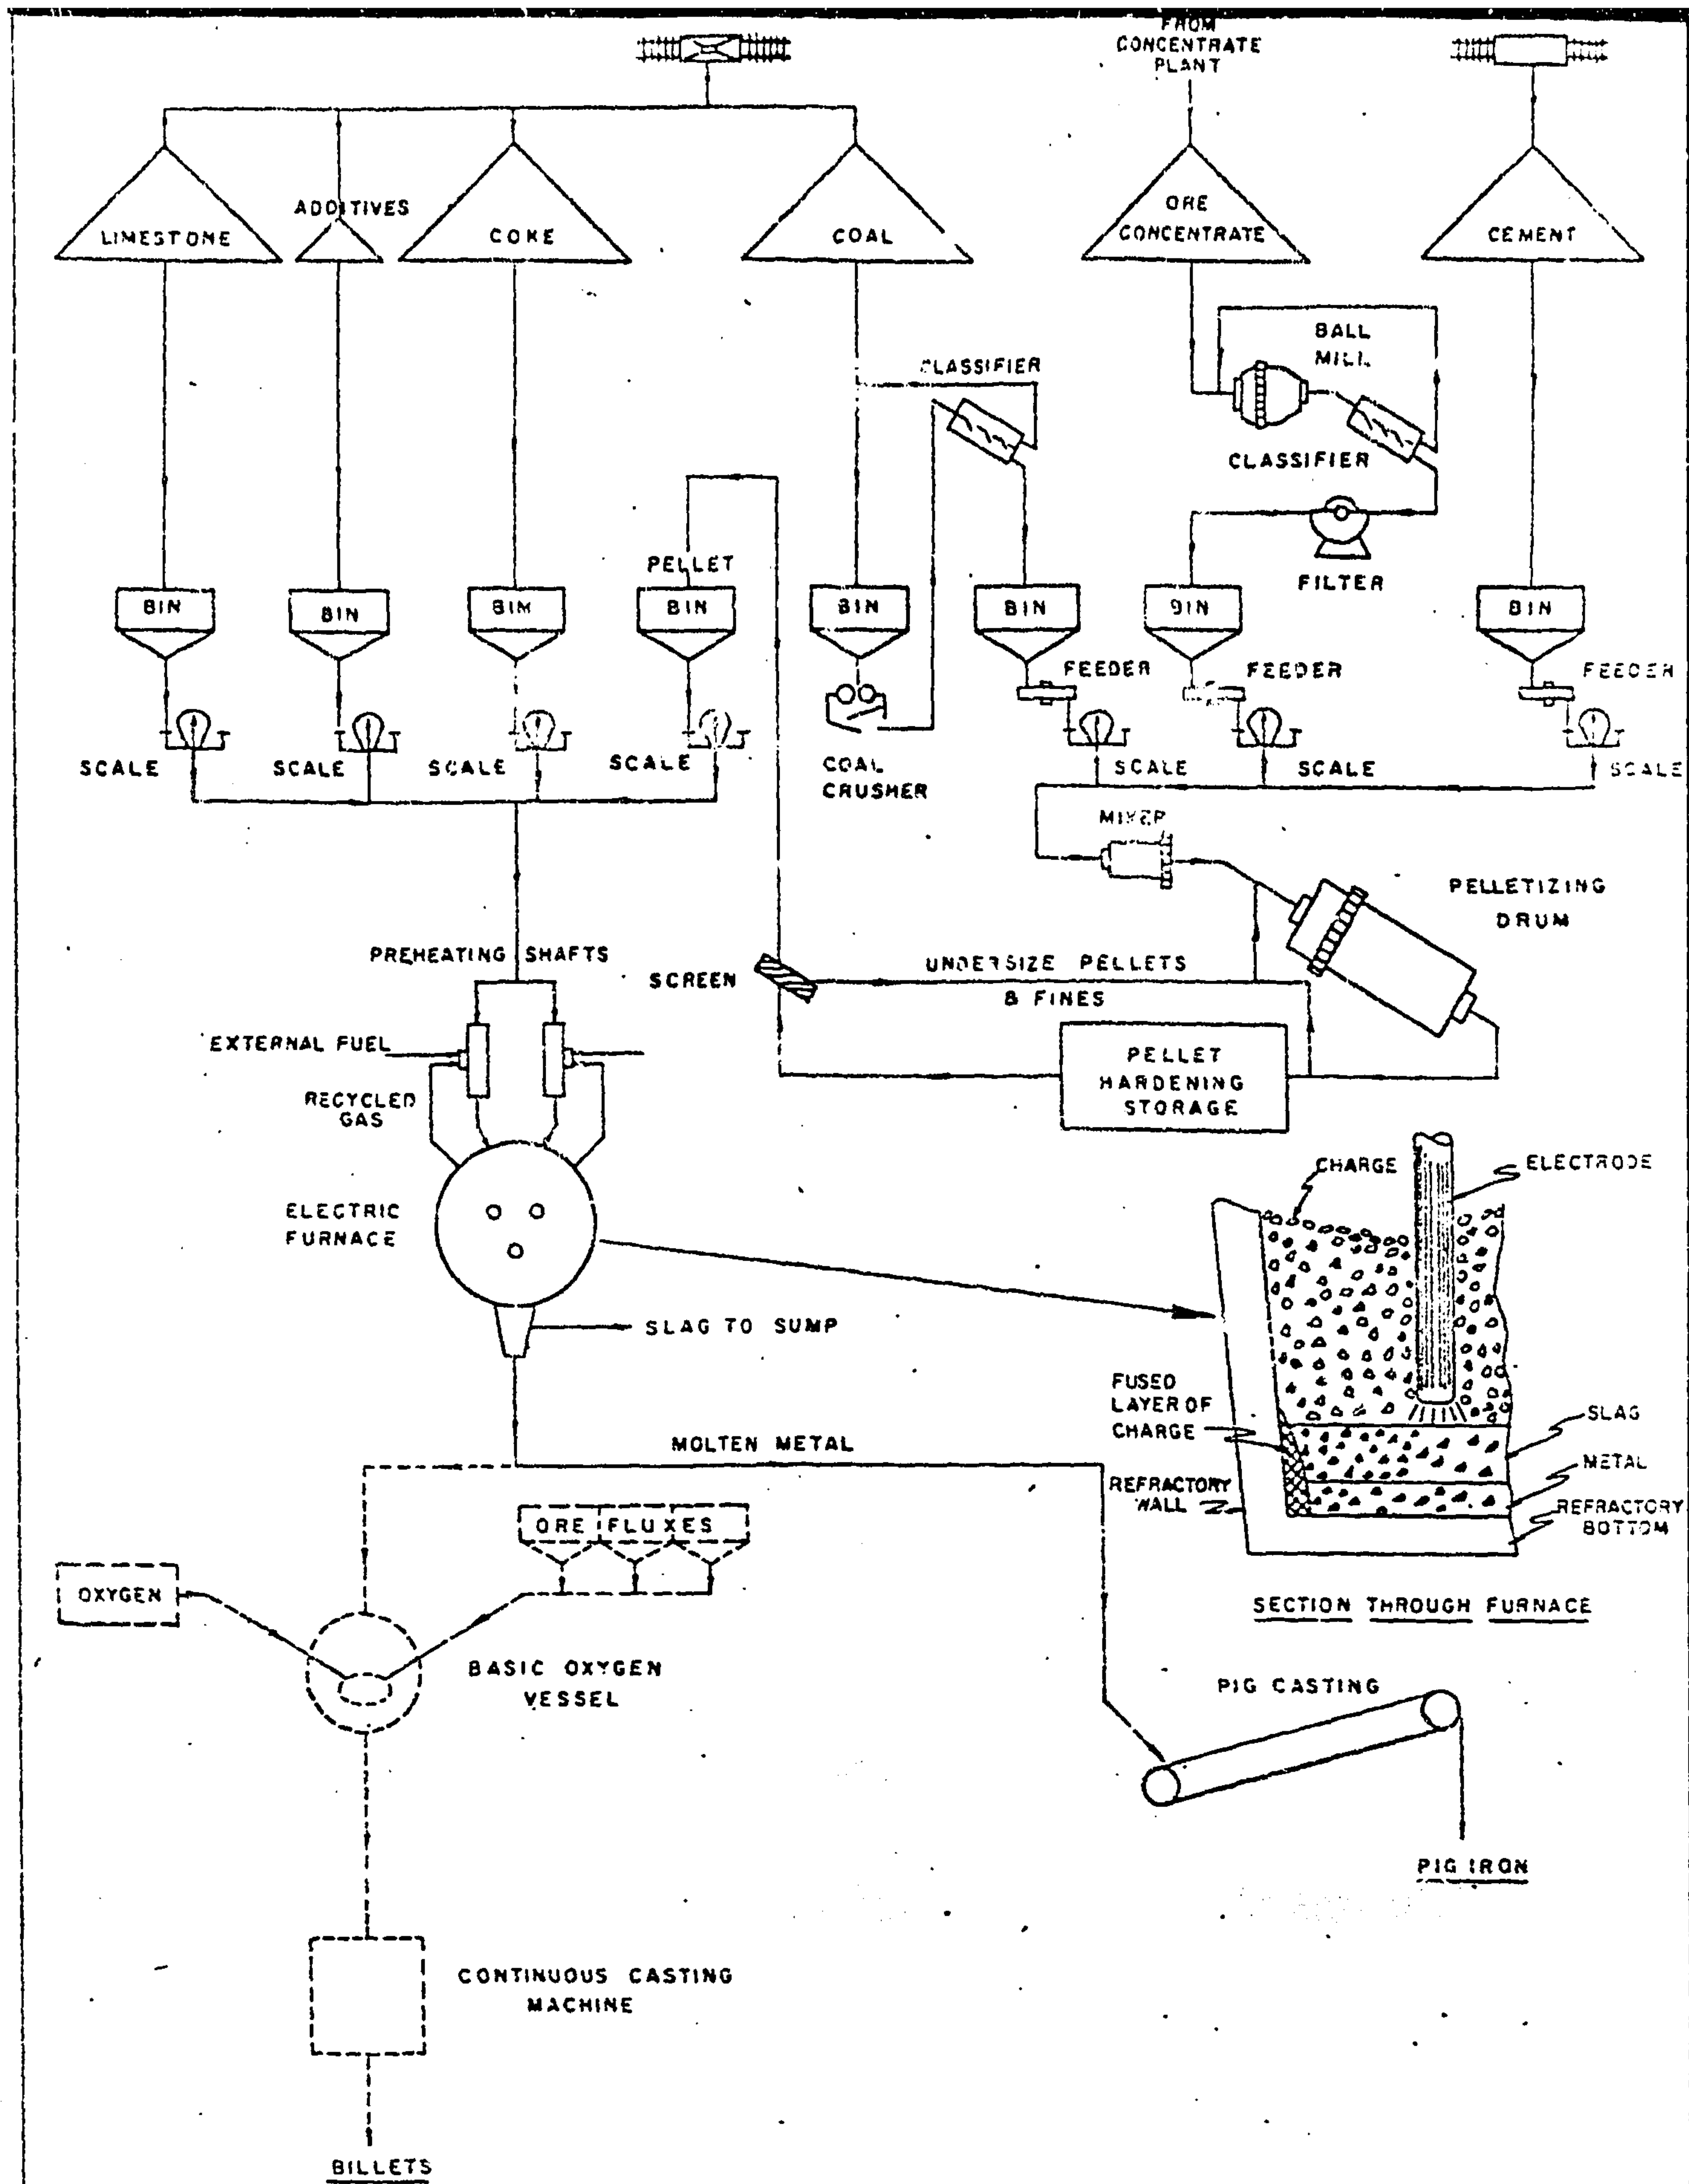 FROM
CONCENTRATE
PLANT
LIMESTONE
ADDITIVES
COKE
COAL
ORE
CONCENTRATE
CEMENT
BALL
MILL
CLASSIFIER
CLASSIFIER
FILTER
PELLET
BIN
BIN
BIN
BIN
BIN
BIN
BIN
BIN
FEEDER
FEEDER
FEEDER
SCALE
SCALE
SCALE
SCALE
COAL
CRUSHER
SCALE
SCALE
SCALE
MIXER
PELLETIZING
DRUM
PREHEATING SHAFTS
SCREEN
UNDERSIZE PELLETS
& FINES
EXTERNAL FUEL
RECYCLED
GAS
PELLET
HARDENING
STORAGE
ELECTRIC
FURNACE
CHARGE
ELECTRODE
SLAG TO SUMP
FUSED
LAYER OF
CHARGE
SLAG
METAL
REFRACTORY
WALL
REFRACTORY
BOTTOM
MOLTEN METAL
ORE FLUXES
OXYGEN
SECTION THROUGH FURNACE
BASIC OXYGEN
VESSEL
PIG CASTING
PIG IRON
CONTINUOUS CASTING
MACHINE
BILLETS